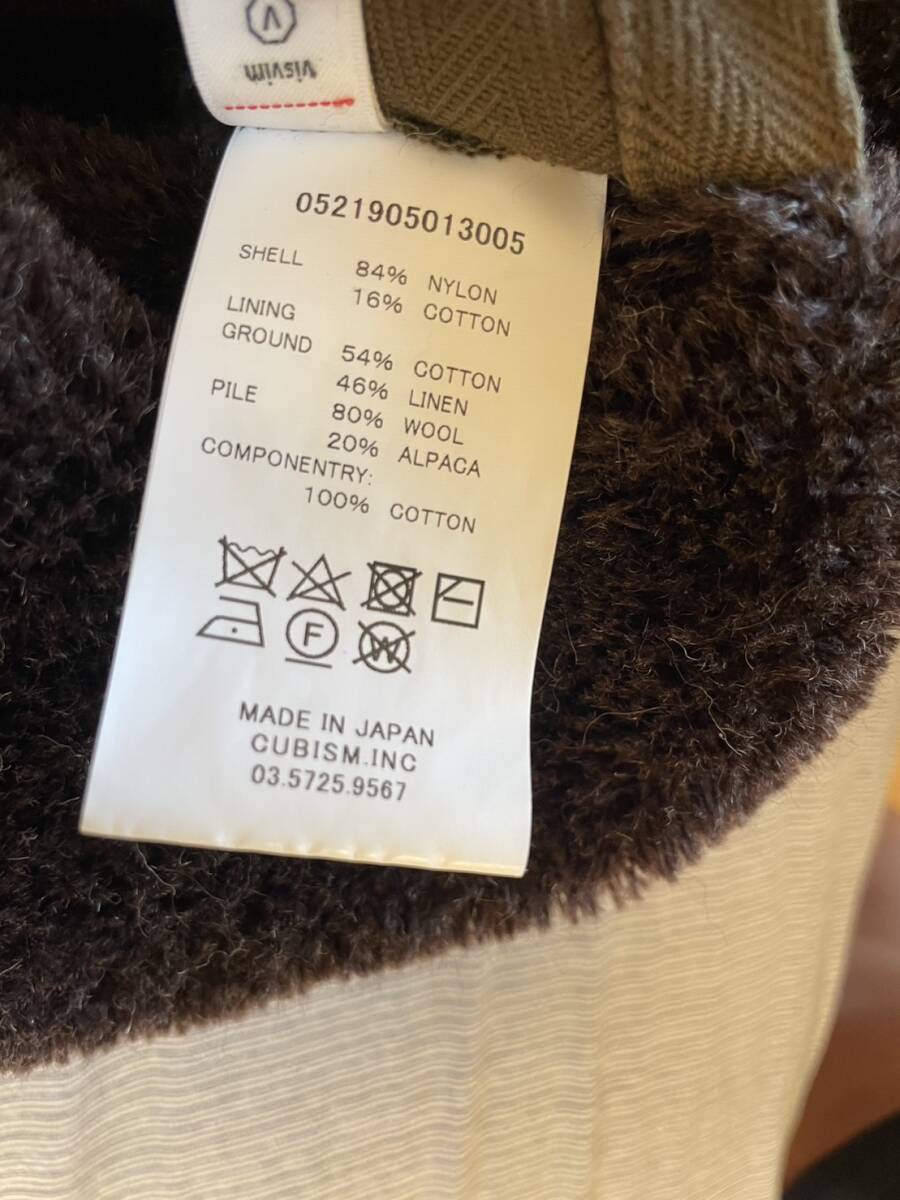 V
visvim
0521905013005
SHELL 84% NYLON
16% COTTON
LINING
GROUND 54% COTTON
46% LINEN
PILE 80% WOOL
20% ALPACA
COMPONENTRY:
100% COTTON
F W
MADE IN JAPAN
CUBISM.INC
03.5725.9567